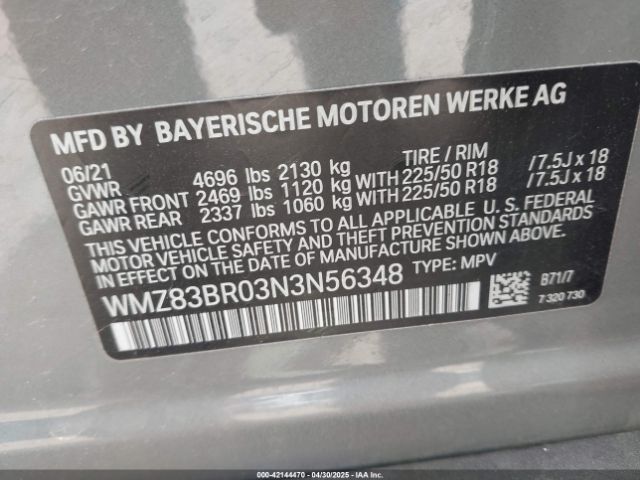 MFD BY BAYERISCHE MOTOREN WERKE AG
06/21
TIRE / RIM
GVWR 4696 lbs 2130 kg
GAWR FRONT 2469 lbs 1120 kg WITH 225/50 R18 /7.5J x 18
GAWR REAR 2337 lbs 1060 kg WITH 225/50 R18 /7.5J x 18
THIS VEHICLE CONFORMS TO ALL APPLICABLE U. S. FEDERAL
MOTOR VEHICLE SAFETY AND THEFT PREVENTION STANDARDS
IN EFFECT ON THE DATE OF MANUFACTURE SHOWN ABOVE.
WMZ83BR03N3N56348 TYPE: MPV
B71/7
7 320 730
000-42144470 - 04/30/2025 - IAA Inc.